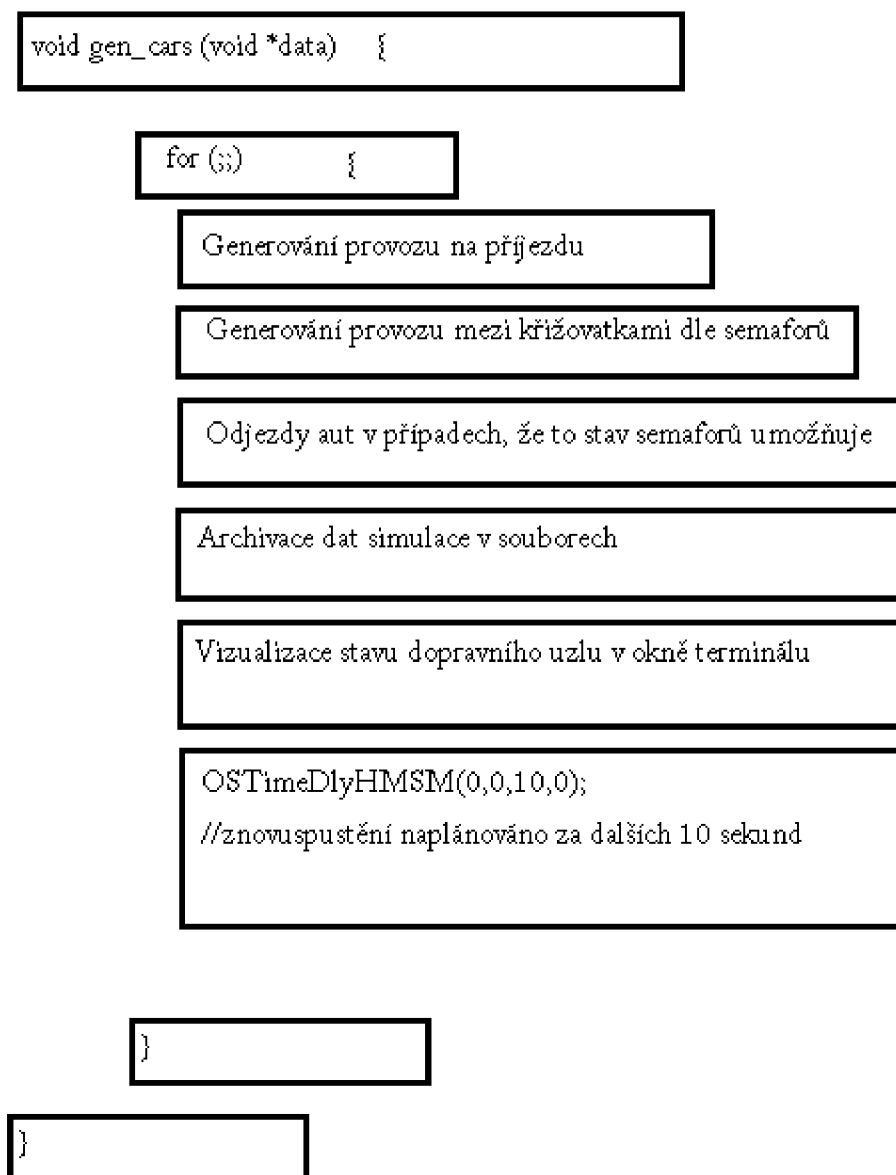 void gen_cars (void *data) {
for (;;) {
Generování provozu na příjezdu
Generování provozu mezi křižovatkami dle semaforů
Odjezdy aut v případech, že to stav semaforů umožňuje
Archivace dat simulace v souborech
Vizualizace stavu dopravního uzlu v okně terminálu
OSTimeDlyHMSM(0,0,10,0);
//znovuspustění naplánováno za dalších 10 sekund
}
}